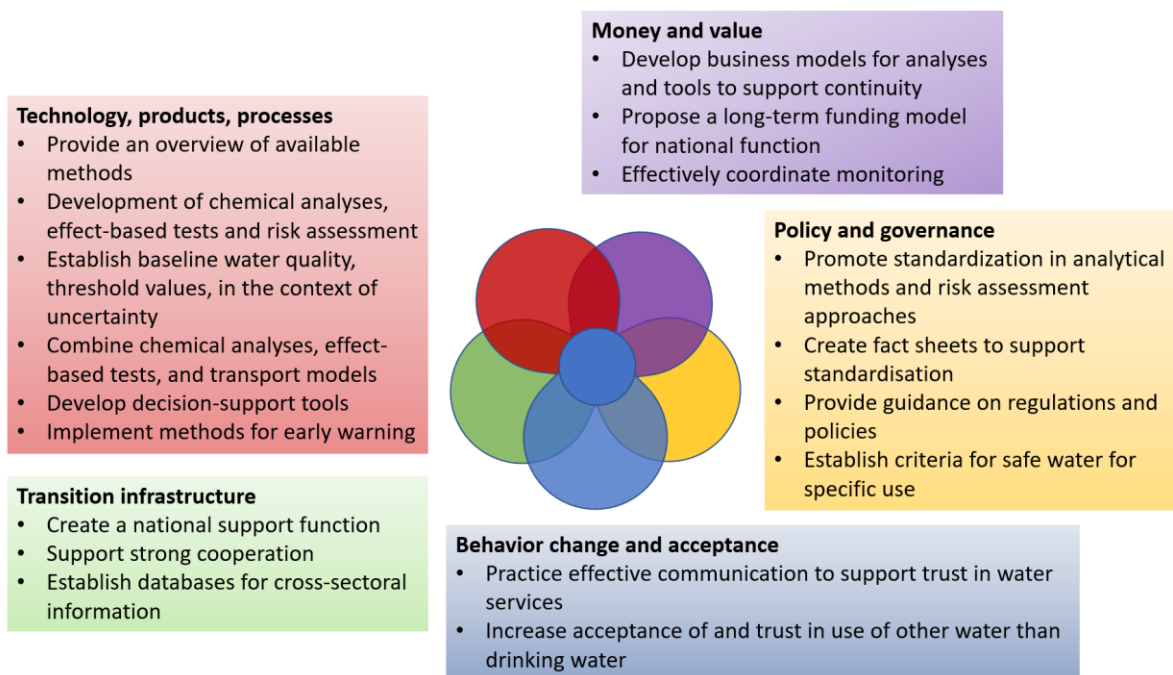 Money and value
• Develop business models for analyses
and tools to support continuity
• Propose a long-term funding model
for national function
• Effectively coordinate monitoring
Technology, products, processes
• Provide an overview of available
methods
• Development of chemical analyses,
effect-based tests and risk assessment
• Establish baseline water quality,
threshold values, in the context of
uncertainty
• Combine chemical analyses, effect-
based tests, and transport models
• Develop decision-support tools
• Implement methods for early warning
Policy and governance
• Promote standardization in analytical
methods and risk assessment
approaches
• Create fact sheets to support
standardisation
• Provide guidance on regulations and
policies
• Establish criteria for safe water for
specific use
Transition infrastructure
• Create a national support function
• Support strong cooperation
• Establish databases for cross-sectoral
information
Behavior change and acceptance
• Practice effective communication to support trust in water
services
• Increase acceptance of and trust in use of other water than
drinking water